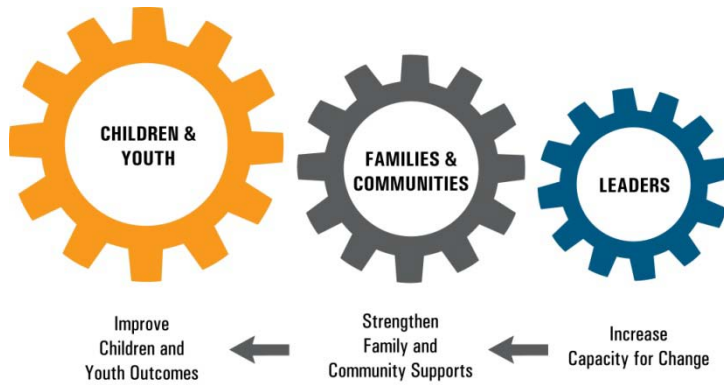 CHILDREN &
YOUTH
FAMILIES &
COMMUNITIES
LEADERS
Improve
Children and
Youth Outcomes
Strengthen
Family and
Community Supports
Increase
Capacity for Change